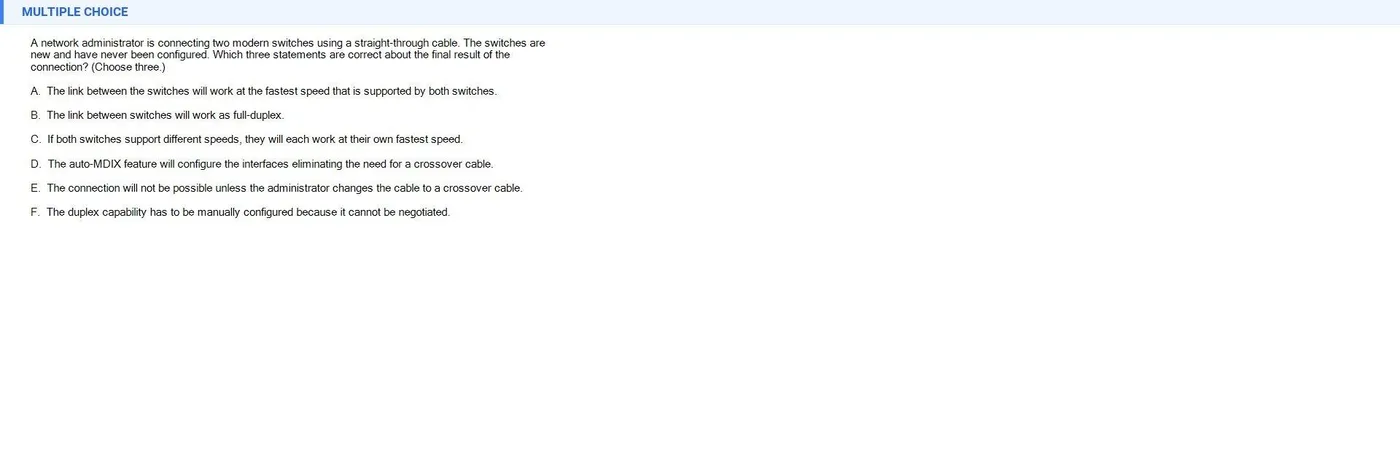 MULTIPLE CHOICE
A network administrator is connecting two modern switches using a straight-through cable. The switches are
new and have never been configured. Which three statements are correct about the final result of the
connection? (Choose three.)
A. The link between the switches will work at the fastest speed that is supported by both switches.
B. The link between switches will work as full-duplex.
C. If both switches support different speeds, they will each work at their own fastest speed.
D. The auto-MDIX feature will configure the interfaces eliminating the need for a crossover cable.
E. The connection will not be possible unless the administrator changes the cable to a crossover cable.
F. The duplex capability has to be manually configured because it cannot be negotiated.